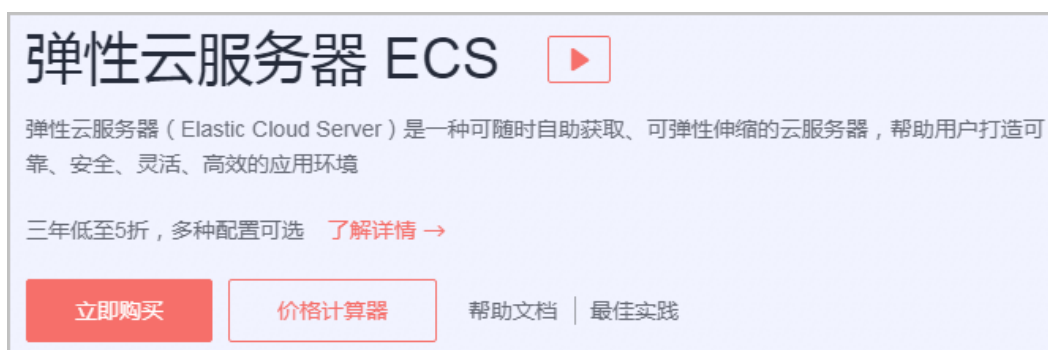 弹性云服务器 ECS
弹性云服务器（Elastic Cloud Server）是一种可随时自助获取、可弹性伸缩的云服务器，帮助用户打造可
靠、安全、灵活、高效的应用环境
三年低至5折，多种配置可选 了解详情 →
立即购买 价格计算器 帮助文档 | 最佳实践